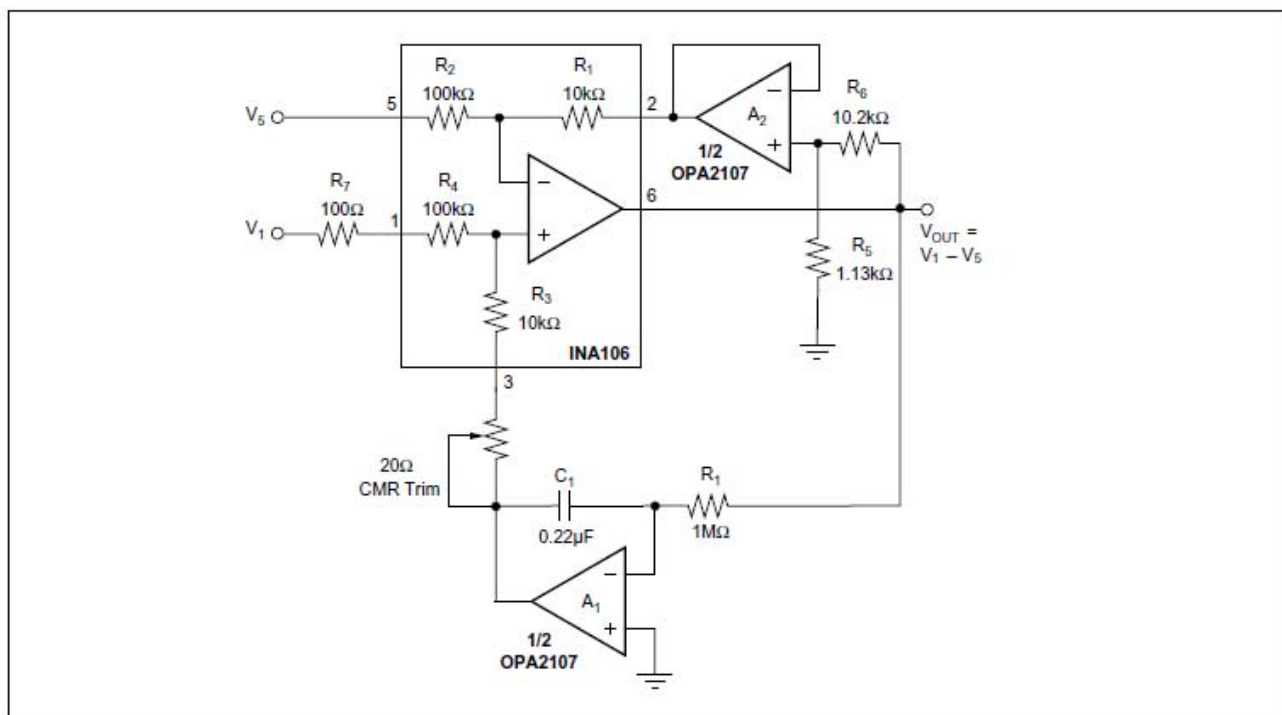 R2
100kΩ
R1
10kΩ
V5
5
2
A2
−
+
1/2
OPA2107
R6
10.2kΩ
R7
100Ω
V1
1
R4
100kΩ
−
+
6
VOUT =
V1 – V5
R5
1.13kΩ
R3
10kΩ
INA106
3
20Ω
CMR Trim
C1
0.22µF
R1
1MΩ
A1
−
+
1/2
OPA2107